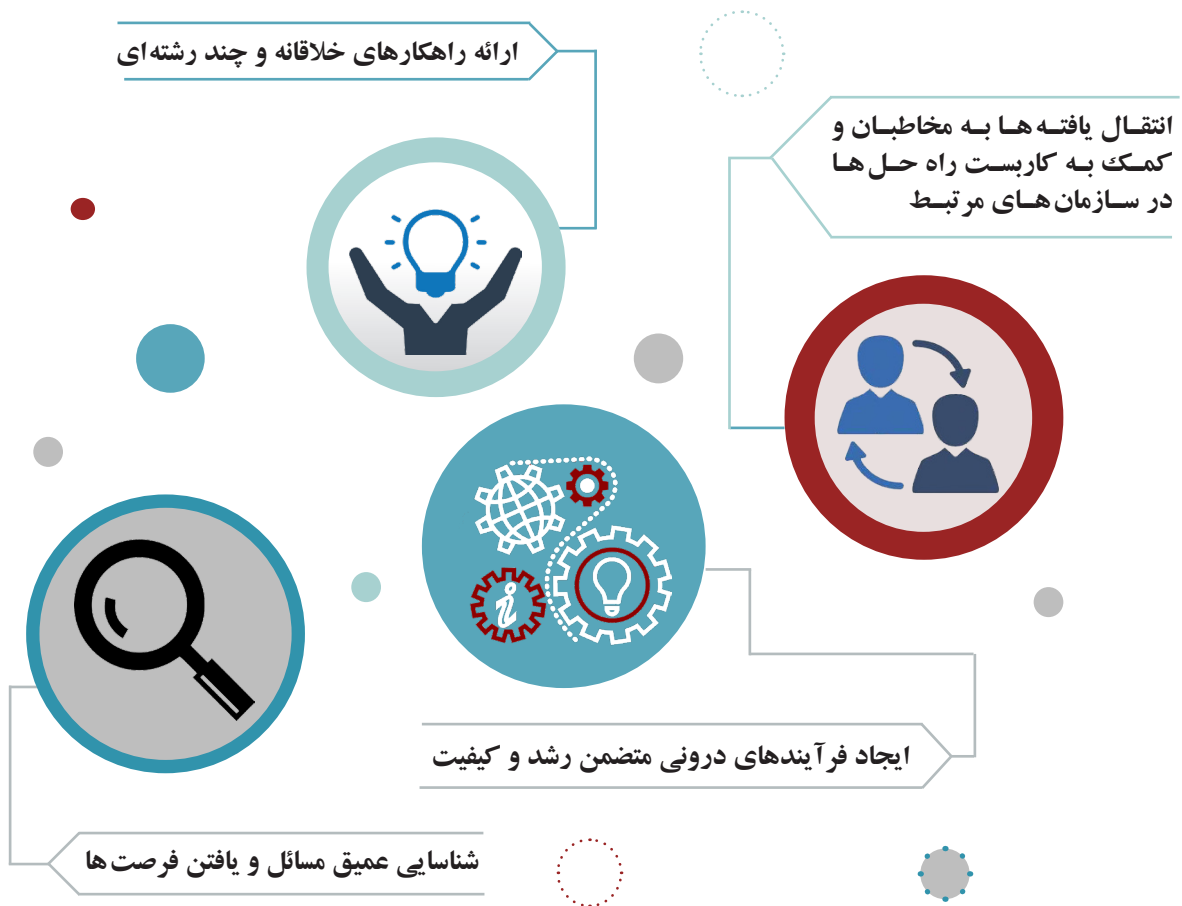 ارائه راهکارهای خلاقانه و چند رشته‌ای
انتقال یافته‌ها به مخاطبان و
کمک به کاربست راه حل‌ها
در سازمان‌های مرتبط
ایجاد فرآیندهای درونی متضمن رشد و کیفیت
شناسایی عمیق مسائل و یافتن فرصت‌ها